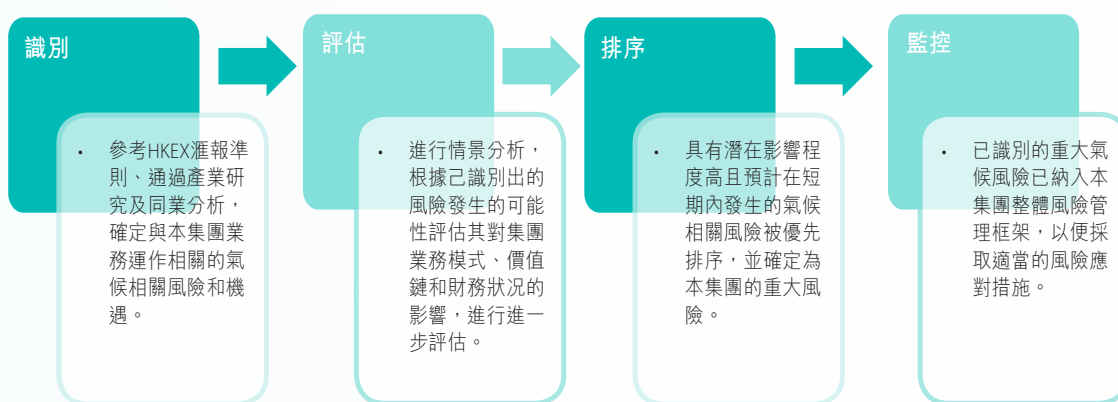 識別
• 參考HKEX滙報準
則、通過產業研
究及同業分析，
確定與本集團業
務運作相關的氣
候相關風險和機
遇。
評估
• 進行情景分析，
根據己識別出的
風險發生的可能
性評估其對集團
業務模式、價值
鏈和財務狀況的
影響，進行進一
步評估。
排序
• 具有潛在影響程
度高且預計在短
期內發生的氣候
相關風險被優先
排序，並確定為
本集團的重大風
險。
監控
• 已識別的重大氣
候風險已納入本
集團整體風險管
理框架，以便採
取適當的風險應
對措施。